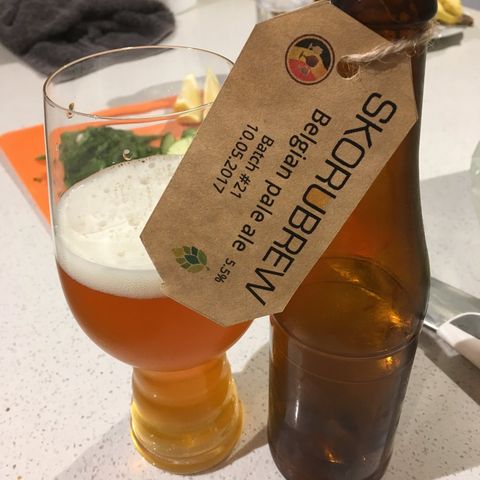 SKORUBREW
Belgian pale ale 5.5%
Batch #21
10.05.2017